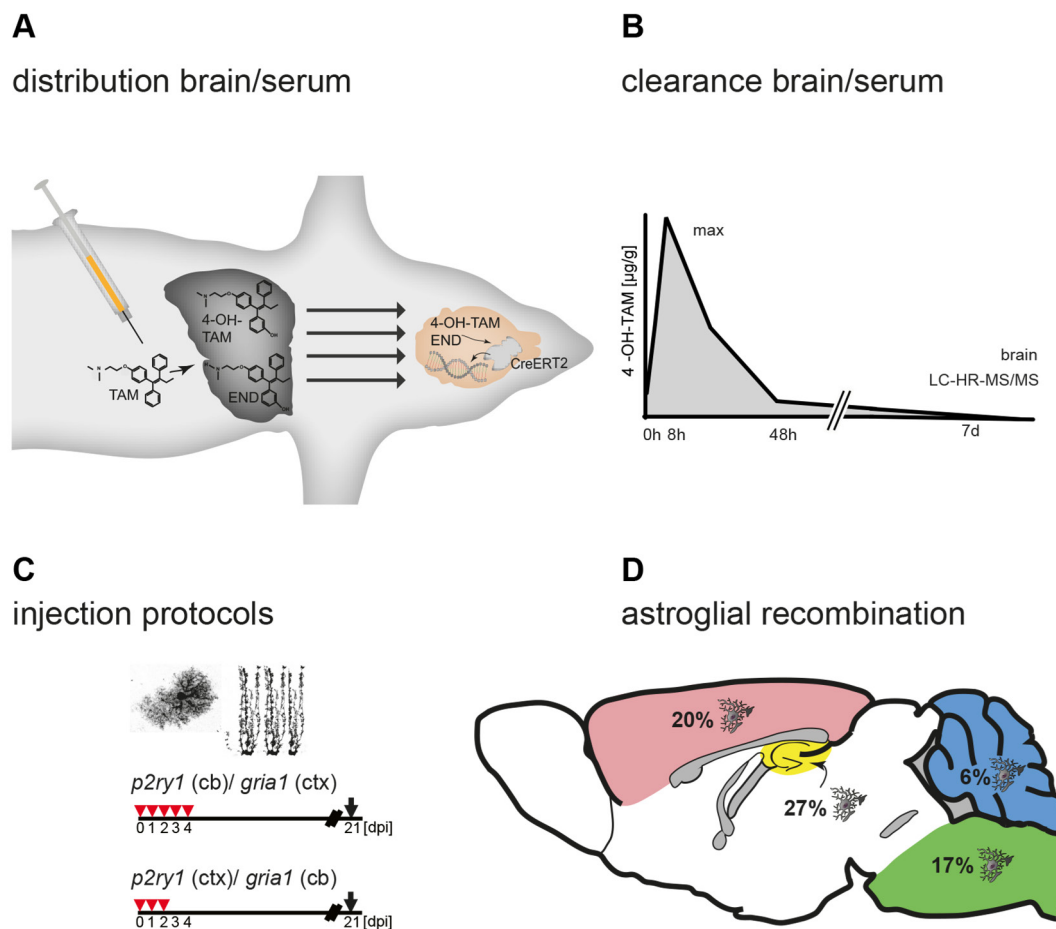 A
distribution brain/serum
4-OH-
TAM
TAM
END
4-OH-TAM
END
CreERT2
B
clearance brain/serum
4 -OH-TAM [µg/g]
max
brain
LC-HR-MS/MS
0h 8h 48h 7d
C
injection protocols
p2ry1 (cb)/ gria1 (ctx)
0 1 2 3 4 21 [dpi]
p2ry1 (ctx)/ gria1 (cb)
0 1 2 3 4 21 [dpi]
D
astroglial recombination
20%
6%
27%
17%